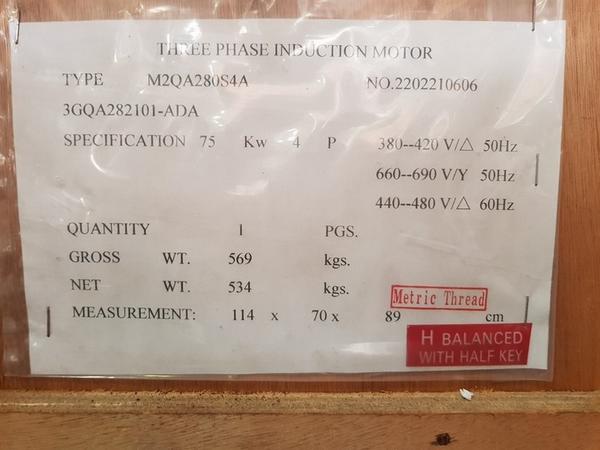 THREE PHASE INDUCTION MOTOR
TYPE M2QA280S4A NO.2202210606
3GQA282101-ADA
SPECIFICATION 75 Kw 4 P 380--420 V/△ 50Hz
660--690 V/Y 50Hz
440--480 V/△ 60Hz
QUANTITY 1 PGS.
GROSS WT. 569 kgs.
NET WT. 534 kgs.
Metric Thread
MEASUREMENT: 114 x 70 x 89 cm
H BALANCED
WITH HALF KEY